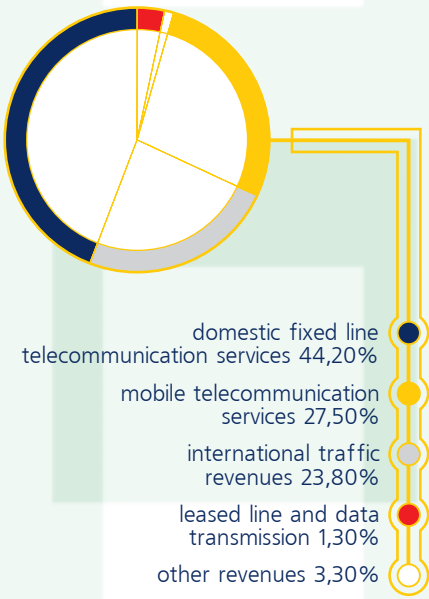 domestic fixed line
telecommunication services 44,20%
mobile telecommunication
services 27,50%
international traffic
revenues 23,80%
leased line and data
transmission 1,30%
other revenues 3,30%